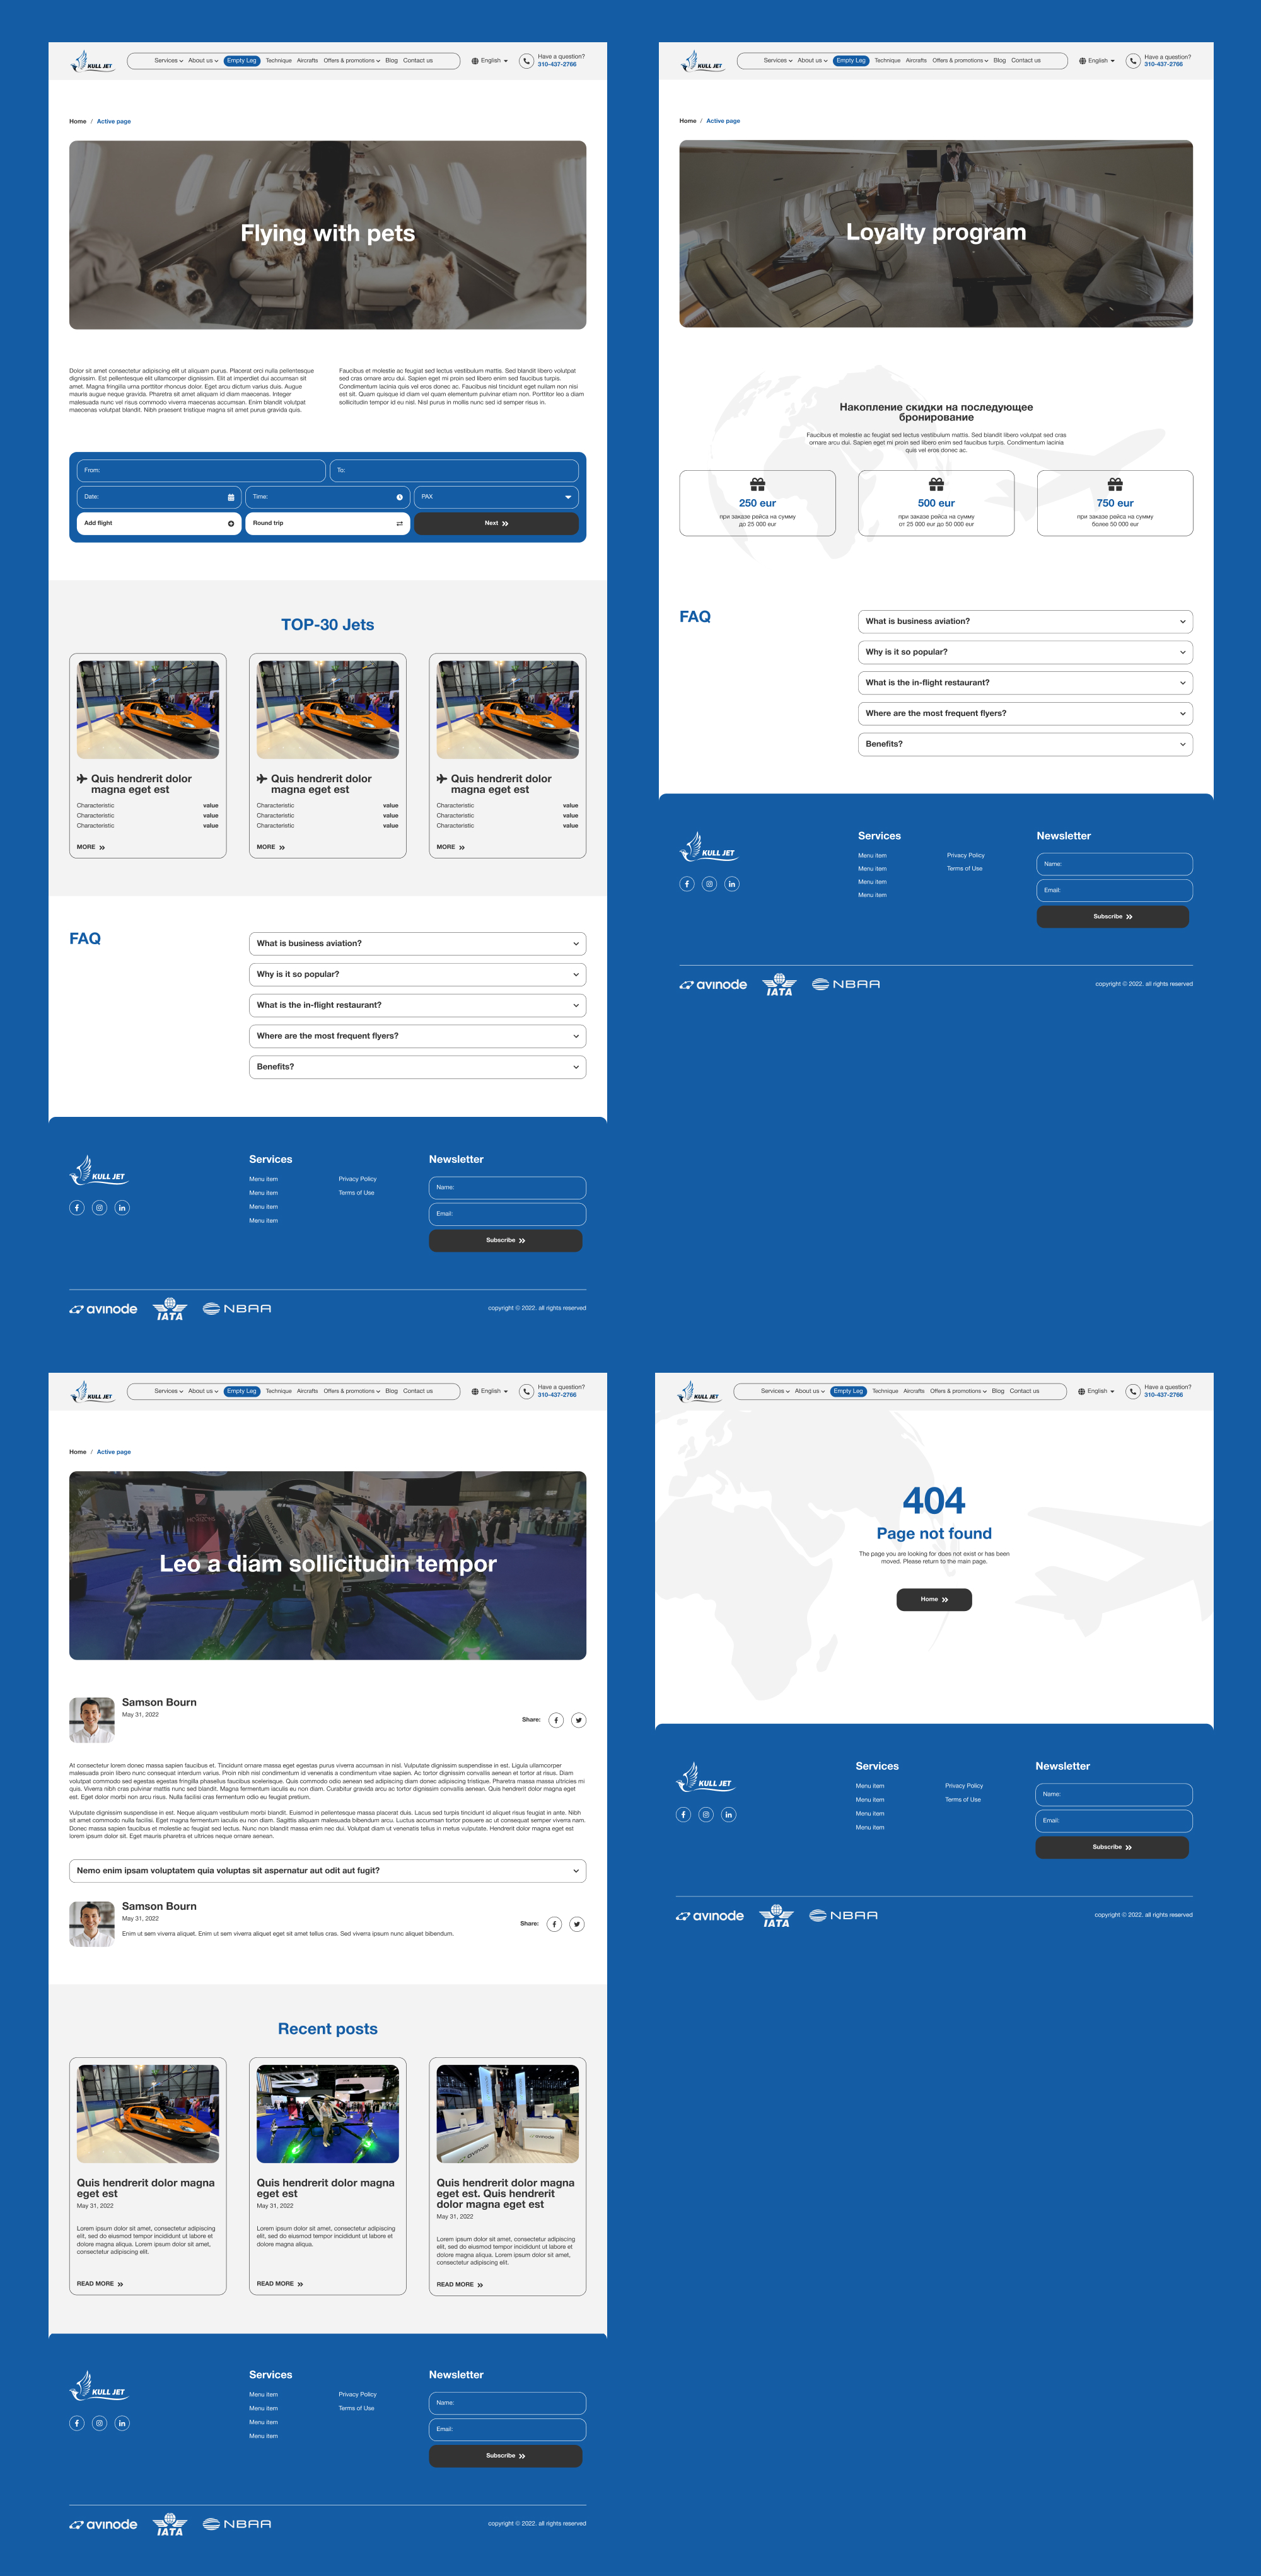 KULL JET
Services
About us
Empty Leg
Technique
Aircrafts
Offers & promotions
Blog
Contact us
English
Have a question?
310-437-2766
Home / Active page
Flying with pets
Dolor sit amet consectetur adipiscing elit ut aliquam purus. Placerat orci nulla pellentesque
dignissim. Est pellentesque elit ullamcorper dignissim. Elit at imperdiet dui accumsan sit
amet. Magna fringilla urna porttitor rhoncus dolor. Eget arcu dictum varius duis. Augue
mauris augue neque gravida. Pharetra sit amet aliquam id diam maecenas. Integer
malesuada nunc vel risus commodo viverra maecenas accumsan. Enim blandit volutpat
maecenas volutpat blandit. Nibh praesent tristique magna sit amet purus gravida quis.
Faucibus et molestie ac feugiat sed lectus vestibulum mattis. Sed blandit libero volutpat
sed cras ornare arcu dui. Sapien eget mi proin sed libero enim sed faucibus turpis.
Condimentum lacinia quis vel eros donec ac. Faucibus nisl tincidunt eget nullam non nisi
est sit. Quam quisque id diam vel quam elementum pulvinar etiam non. Porttitor leo a diam
sollicitudin tempor id eu nisl. Nisl purus in mollis nunc sed id semper risus in.
From:
To:
Date:
Time:
PAX
Add flight
Round trip
Next
TOP-30 Jets
Quis hendrerit dolor
magna eget est
Characteristic value
Characteristic value
Characteristic value
MORE
Quis hendrerit dolor
magna eget est
Characteristic value
Characteristic value
Characteristic value
MORE
Quis hendrerit dolor
magna eget est
Characteristic value
Characteristic value
Characteristic value
MORE
FAQ
What is business aviation?
Why is it so popular?
What is the in-flight restaurant?
Where are the most frequent flyers?
Benefits?
KULL JET
Services
Menu item
Menu item
Menu item
Menu item
Privacy Policy
Terms of Use
Newsletter
Name:
Email:
Subscribe
avinode
IATA
NBAA
copyright © 2022. all rights reserved
KULL JET
Services
About us
Empty Leg
Technique
Aircrafts
Offers & promotions
Blog
Contact us
English
Have a question?
310-437-2766
Home / Active page
Loyalty program
Накопление скидки на последующее
бронирование
Faucibus et molestie ac feugiat sed lectus vestibulum mattis. Sed blandit libero volutpat sed cras
ornare arcu dui. Sapien eget mi proin sed libero enim sed faucibus turpis. Condimentum lacinia
quis vel eros donec ac.
250 eur
при заказе рейса на сумму
до 25 000 eur
500 eur
при заказе рейса на сумму
от 25 000 eur до 50 000 eur
750 eur
при заказе рейса на сумму
более 50 000 eur
FAQ
What is business aviation?
Why is it so popular?
What is the in-flight restaurant?
Where are the most frequent flyers?
Benefits?
KULL JET
Services
Menu item
Menu item
Menu item
Menu item
Privacy Policy
Terms of Use
Newsletter
Name:
Email:
Subscribe
avinode
IATA
NBAA
copyright © 2022. all rights reserved
KULL JET
Services
About us
Empty Leg
Technique
Aircrafts
Offers & promotions
Blog
Contact us
English
Have a question?
310-437-2766
Home / Active page
Leo a diam sollicitudin tempor
Samson Bourn
May 31, 2022
Share:
At consectetur lorem donec massa sapien faucibus et. Tincidunt ornare massa eget egestas purus viverra accumsan in nisl. Vulputate dignissim suspendisse in est. Ligula ullamcorper
malesuada proin libero nunc consequat interdum varius. Proin nibh nisl condimentum id venenatis a condimentum vitae sapien. Ac tortor dignissim convallis aenean et tortor at risus. Diam
volutpat commodo sed egestas egestas fringilla phasellus faucibus scelerisque. Quis commodo odio aenean sed adipiscing diam donec adipiscing tristique. Pharetra massa massa ultricies mi
quis. Viverra nibh cras pulvinar mattis nunc sed blandit. Magna fermentum iaculis eu non diam. Curabitur gravida arcu ac tortor dignissim convallis aenean. Quis hendrerit dolor magna eget
est. Eget dolor morbi non arcu risus. Nulla facilisi cras fermentum odio eu feugiat pretium.
Vulputate dignissim suspendisse in est. Neque aliquam vestibulum morbi blandit. Euismod in pellentesque massa placerat duis. Lacus sed turpis tincidunt id aliquet risus feugiat in ante. Nibh
sit amet commodo nulla facilisi. Eget magna fermentum iaculis eu non diam. Sagittis aliquam malesuada bibendum arcu. Luctus accumsan tortor posuere ac ut consequat semper viverra nam.
Donec massa sapien faucibus et molestie ac feugiat sed lectus. Nunc non blandit massa enim nec dui. Volutpat diam ut venenatis tellus in metus vulputate. Hendrerit dolor magna eget est
lorem ipsum dolor sit. Eget mauris pharetra et ultrices neque ornare aenean.
Nemo enim ipsam voluptatem quia voluptas sit aspernatur aut odit aut fugit?
Samson Bourn
May 31, 2022
Enim ut sem viverra aliquet. Enim ut sem viverra aliquet eget sit amet tellus cras. Sed viverra ipsum nunc aliquet bibendum.
Share:
Recent posts
Quis hendrerit dolor magna
eget est
May 31, 2022
Lorem ipsum dolor sit amet, consectetur adipiscing
elit, sed do eiusmod tempor incididunt ut labore et
dolore magna aliqua. Lorem ipsum dolor sit amet,
consectetur adipiscing elit.
READ MORE
Quis hendrerit dolor magna
eget est
May 31, 2022
Lorem ipsum dolor sit amet, consectetur adipiscing
elit, sed do eiusmod tempor incididunt ut labore et
dolore magna aliqua.
READ MORE
Quis hendrerit dolor magna
eget est. Quis hendrerit
dolor magna eget est
May 31, 2022
Lorem ipsum dolor sit amet, consectetur adipiscing
elit, sed do eiusmod tempor incididunt ut labore et
dolore magna aliqua. Lorem ipsum dolor sit amet,
consectetur adipiscing elit.
READ MORE
KULL JET
Services
Menu item
Menu item
Menu item
Menu item
Privacy Policy
Terms of Use
Newsletter
Name:
Email:
Subscribe
avinode
IATA
NBAA
copyright © 2022. all rights reserved
KULL JET
Services
About us
Empty Leg
Technique
Aircrafts
Offers & promotions
Blog
Contact us
English
Have a question?
310-437-2766
404
Page not found
The page you are looking for does not exist or has been
moved. Please return to the main page.
Home
KULL JET
Services
Menu item
Menu item
Menu item
Menu item
Privacy Policy
Terms of Use
Newsletter
Name:
Email:
Subscribe
avinode
IATA
NBAA
copyright © 2022. all rights reserved